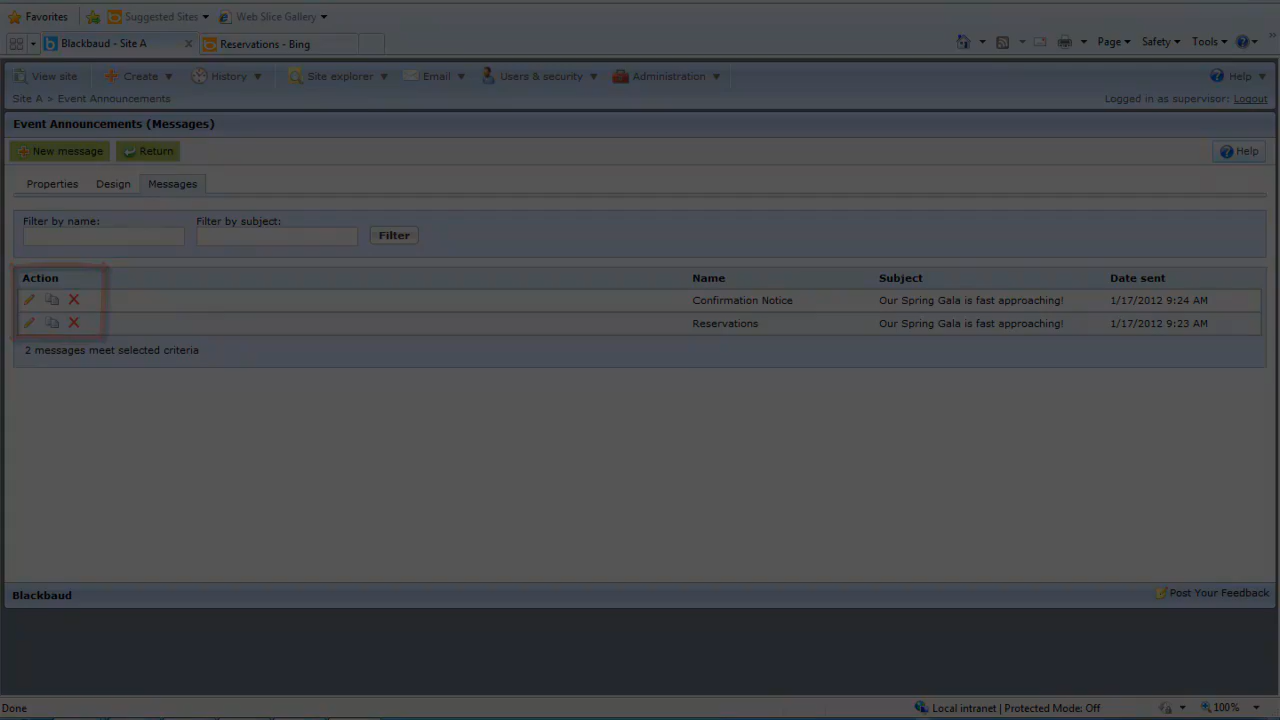 Favorites Suggested Sites Web Slice Gallery
Blackbaud - Site A Reservations - Bing Page Safety Tools
View site Create History Site explorer Email Users & security Administration Help
Site A > Event Announcements Logged in as supervisor: Logout
Event Announcements (Messages)
New message Return Help
Properties Design Messages
Filter by name: Filter by subject:
Filter
Action Name Subject Date sent
Confirmation Notice Our Spring Gala is fast approaching! 1/17/2012 9:24 AM
Reservations Our Spring Gala is fast approaching! 1/17/2012 9:23 AM
2 messages meet selected criteria
Blackbaud Post Your Feedback
Done Local intranet | Protected Mode: Off 100%